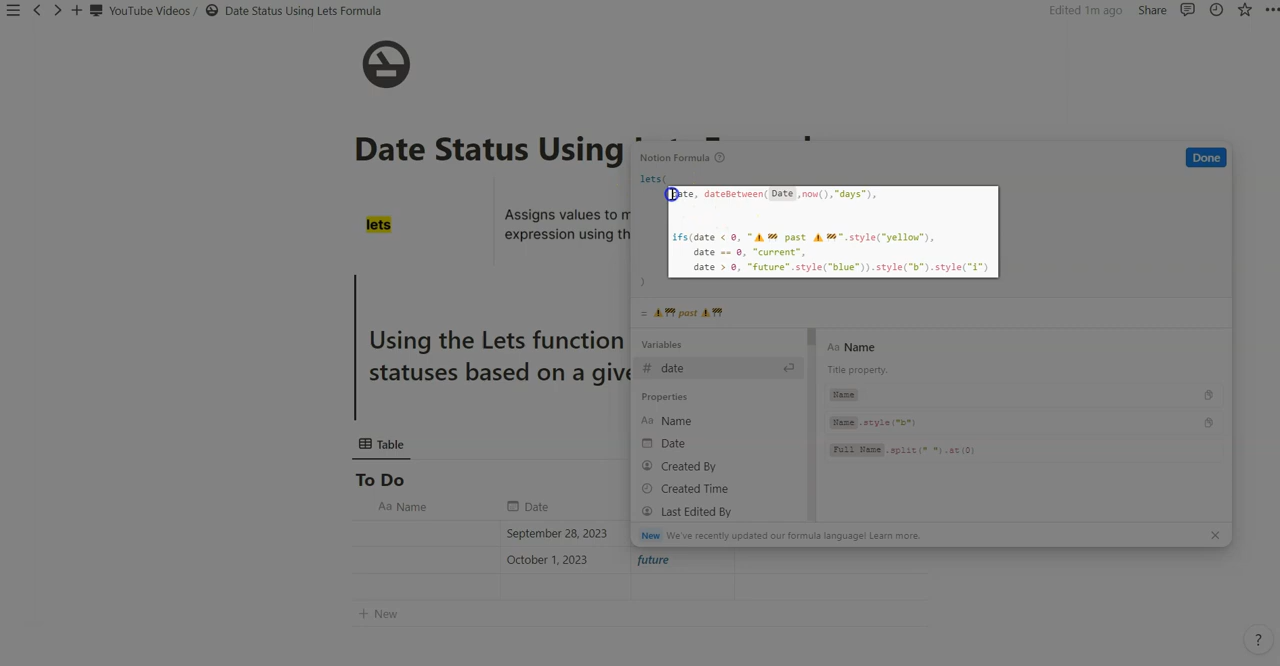 YouTube Videos / Date Status Using Lets Formula
Edited 1m ago Share
Date Status Using Lets Formul
lets
Assigns values to m
expression using th
Using the Lets function
statuses based on a give
Table
To Do
Aa Name Date
September 28, 2023
October 1, 2023 future
+ New
Notion Formula ?
Done
lets(
date, dateBetween( Date ,now(),"days"),
ifs(date < 0, "⚠️🚧 past ⚠️🚧".style("yellow"),
date == 0, "current",
date > 0, "future".style("blue")).style("b").style("i")
)
= ⚠️🚧 past ⚠️🚧
Variables
# date
Properties
Aa Name
Date
Created By
Created Time
Last Edited By
Aa Name
Title property.
Name
Name .style("b")
Full Name .split(" ").at(0)
New We've recently updated our formula language! Learn more.
?